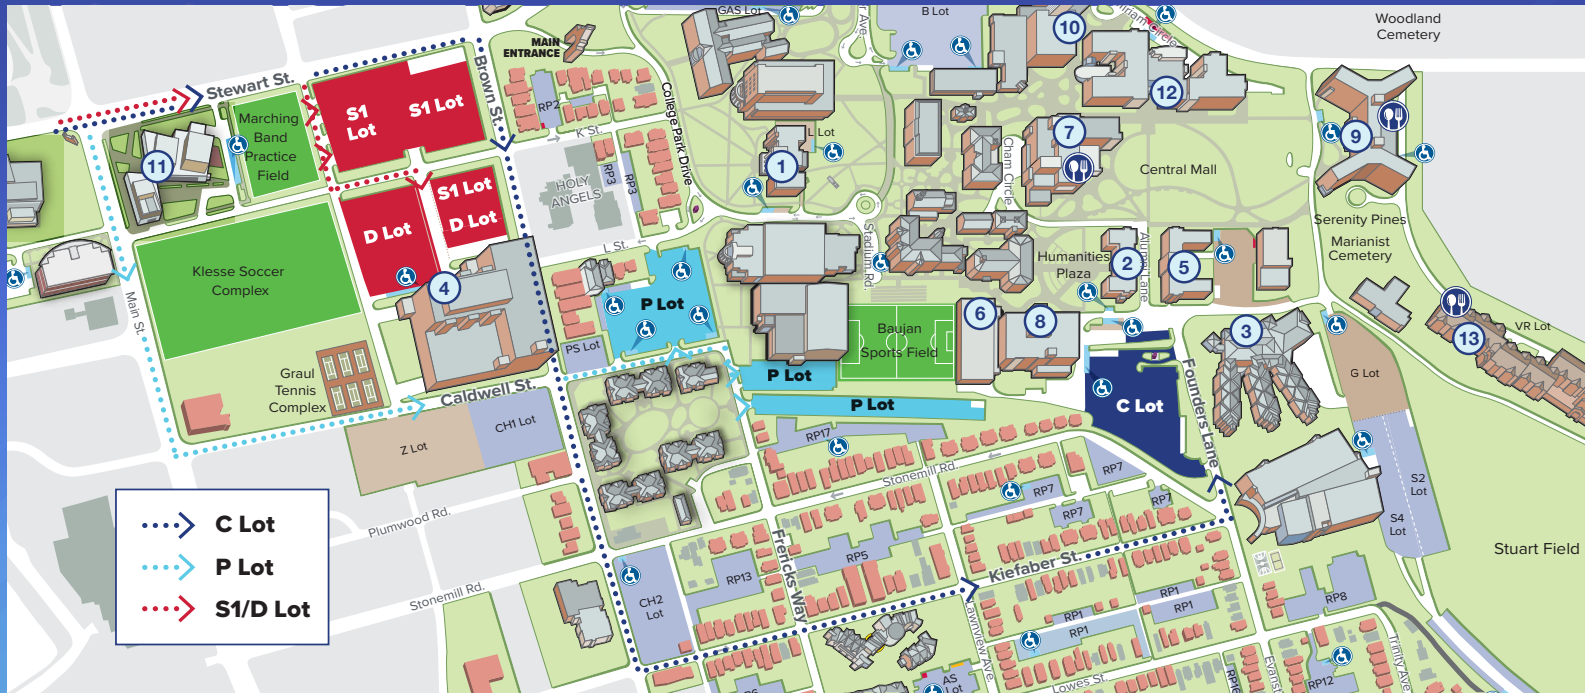 GAS Lot
B Lot
Woodland
Cemetery
MAIN
ENTRANCE
10
12
Stewart St.
Brown St.
RP2
College Park Drive
K St.
L Lot
Marching
Band
Practice
Field
S1
Lot
S1 Lot
11
1
7
9
Cham Circle
Central Mall
HOLY
ANGELS
RP3
RP3
S1 Lot
D Lot
D Lot
L St.
Stadium Rd.
Serenity Pines
Marianist
Cemetery
Humanities
Plaza
2
Alumni Lane
5
Klesse Soccer
Complex
4
P Lot
Main St.
6
8
3
13
VR Lot
Baujan
Sports Field
PS Lot
Graul
Tennis
Complex
Caldwell St.
P Lot
P Lot
C Lot
Founders Lane
G Lot
CH1 Lot
Z Lot
RP17
Stonemill Rd.
RP7
RP7
RP7
RP7
S2
Lot
S4
Lot
Plumwood Rd.
Stuart Field
C Lot
P Lot
S1/D Lot
Frericks Way
RP5
RP13
Kiefaber St.
Stonemill Rd.
CH2
Lot
Lawnview Ave.
RP1
RP1
RP1
RP1
RP8
Lowes St.
AS
Lot
RP16
RP12
Trinity Ave.